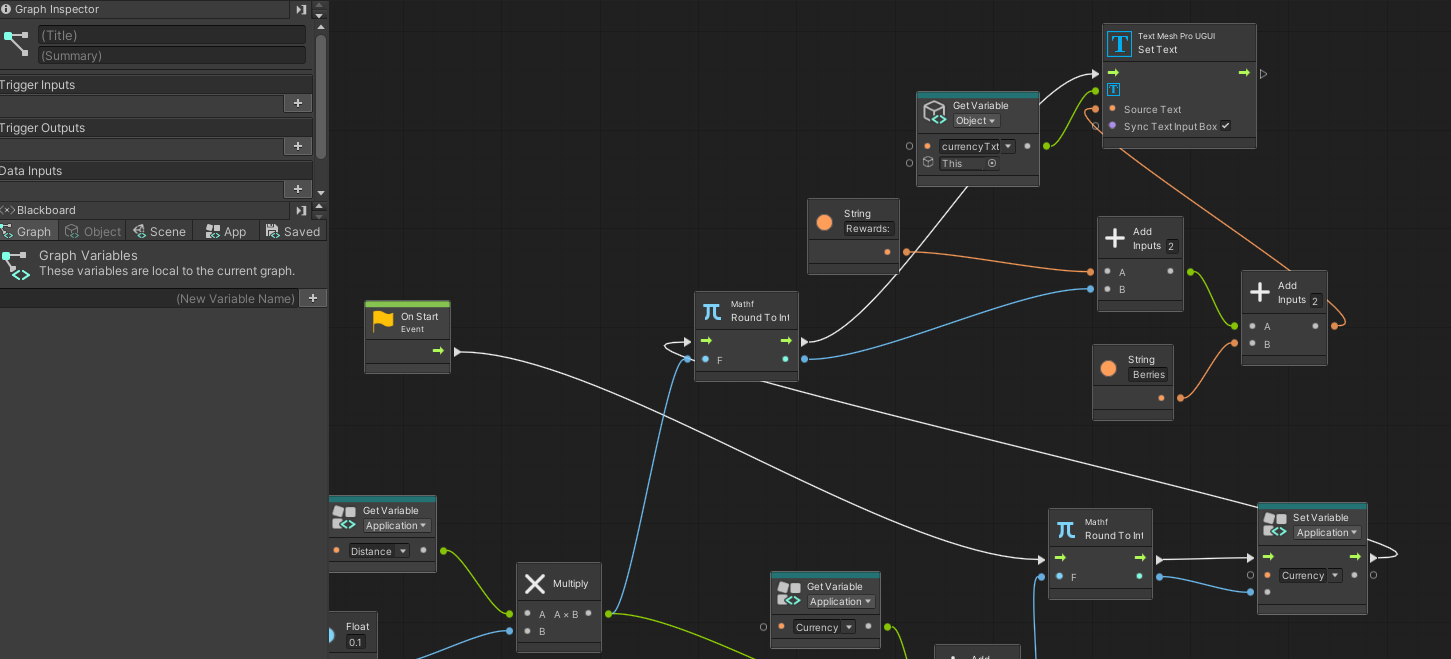 Graph Inspector
(Title)
(Summary)
Trigger Inputs
+
Trigger Outputs
+
Data Inputs
+
Blackboard
Graph Object Scene App Saved
Graph Variables
These variables are local to the current graph.
(New Variable Name) +
On Start
Event
Get Variable
Application
Distance
Float
0.1
Multiply
A A × B
B
Mathf
Round To Int
F
String
Rewards:
Get Variable
Object
currencyTxt
This
Text Mesh Pro UGUI
Set Text
T
T
Source Text
Sync Text Input Box
Add
Inputs 2
A
B
Add
Inputs 2
A
B
String
Berries
Get Variable
Application
Currency
Add
Mathf
Round To Int
F
Set Variable
Application
Currency